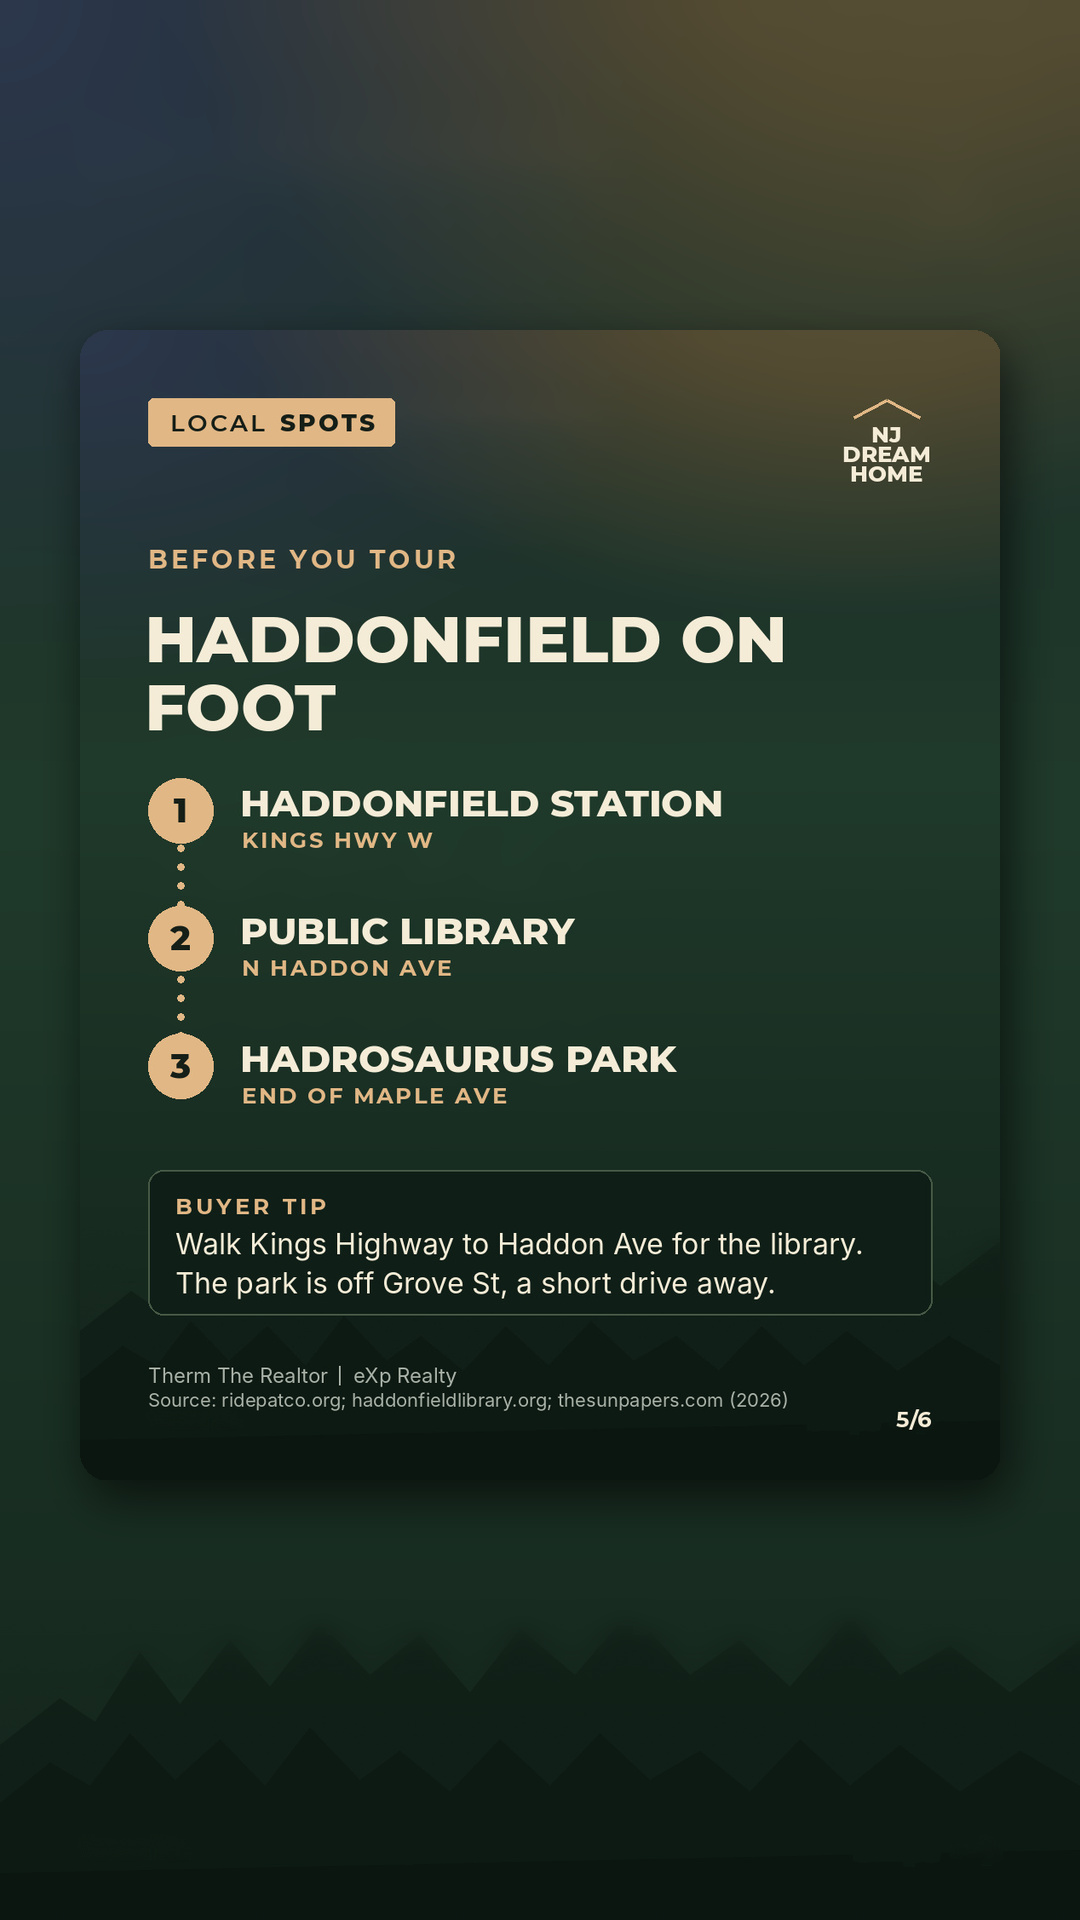 LOCAL SPOTS
NJ
DREAM
HOME
BEFORE YOU TOUR
HADDONFIELD ON
FOOT
1
HADDONFIELD STATION
KINGS HWY W
2
PUBLIC LIBRARY
N HADDON AVE
3
HADROSAURUS PARK
END OF MAPLE AVE
BUYER TIP
Walk Kings Highway to Haddon Ave for the library.
The park is off Grove St, a short drive away.
Therm The Realtor | eXp Realty
Source: ridepatco.org; haddonfieldlibrary.org; thesunpapers.com (2026)
5/6